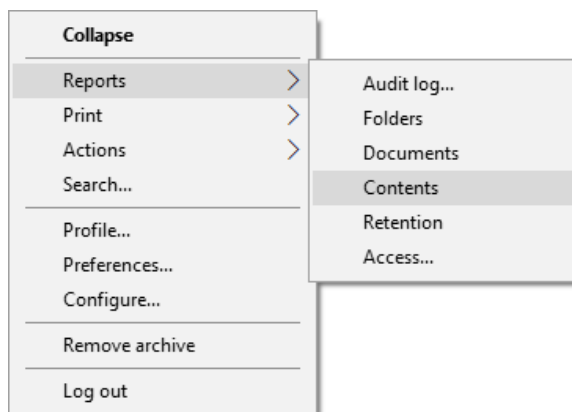 Collapse
Reports
Print
Actions
Search...
Profile...
Preferences...
Configure...
Remove archive
Log out
Audit log...
Folders
Documents
Contents
Retention
Access...